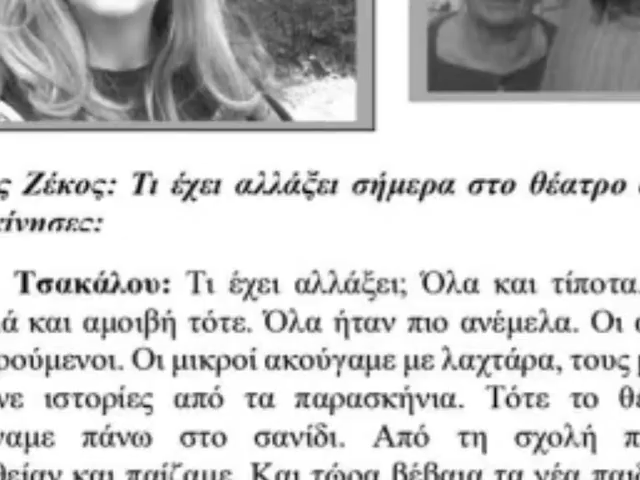 ς Ζέκος: Τι έχει αλλάξει σήμερα στο θέατρο
κίνησες:
Τσακάλου: Τι έχει αλλάξει; Όλα και τίποτα.
ά και αμοιβή τότε. Όλα ήταν πιο ανέμελα. Οι
ρούμενοι. Οι μικροί ακούγαμε με λαχτάρα, τους
νε ιστορίες από τα παρασκήνια. Τότε το θέ
γαμε πάνω στο σανίδι. Από τη σχολή π
θείαν και παίζαμε. Και τώρα βέβαια τα νέα παιδ